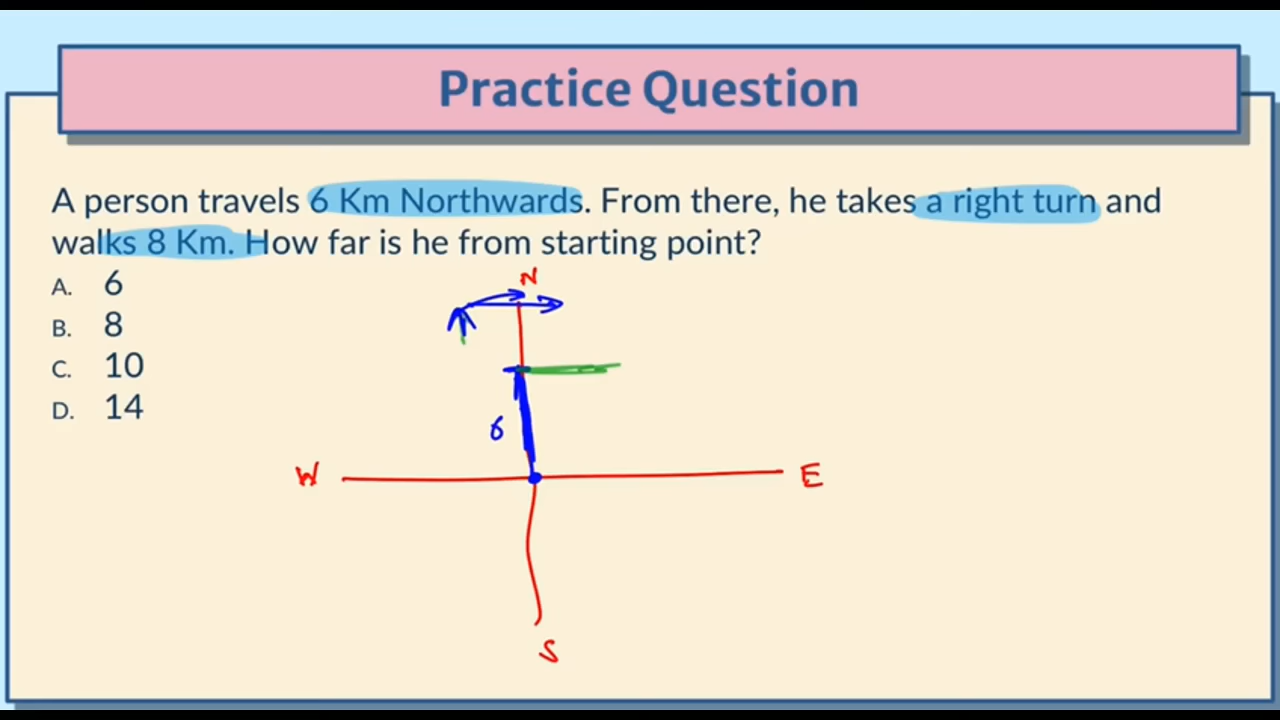 Practice Question
A person travels 6 Km Northwards. From there, he takes a right turn and
walks 8 Km. How far is he from starting point?
A. 6
B. 8
C. 10
D. 14
N
6
W
E
S